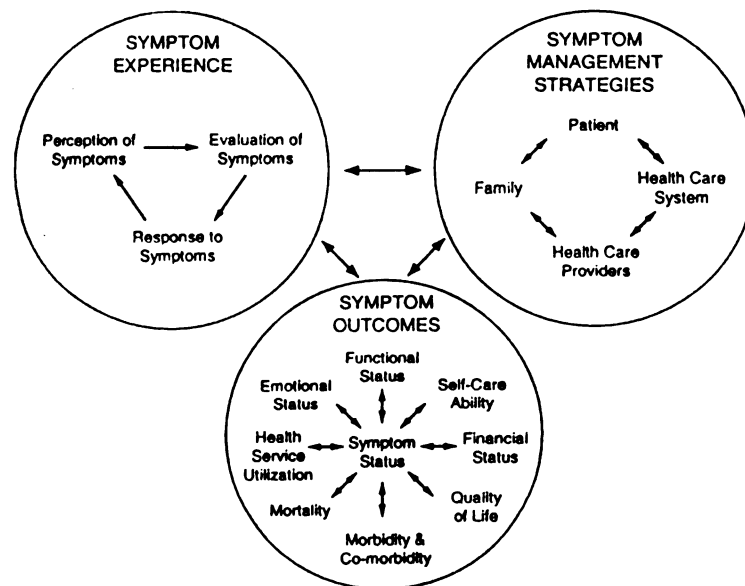 SYMPTOM
EXPERIENCE
Perception of
Symptoms
Evaluation of
Symptoms
Response to
Symptoms
SYMPTOM
MANAGEMENT
STRATEGIES
Patient
Family
Health Care
System
Health Care
Providers
SYMPTOM
OUTCOMES
Functional
Status
Emotional
Status
Self-Care
Ability
Health
Service
Utilization
Symptom
Status
Financial
Status
Mortality
Quality
of Life
Morbidity &
Co-morbidity